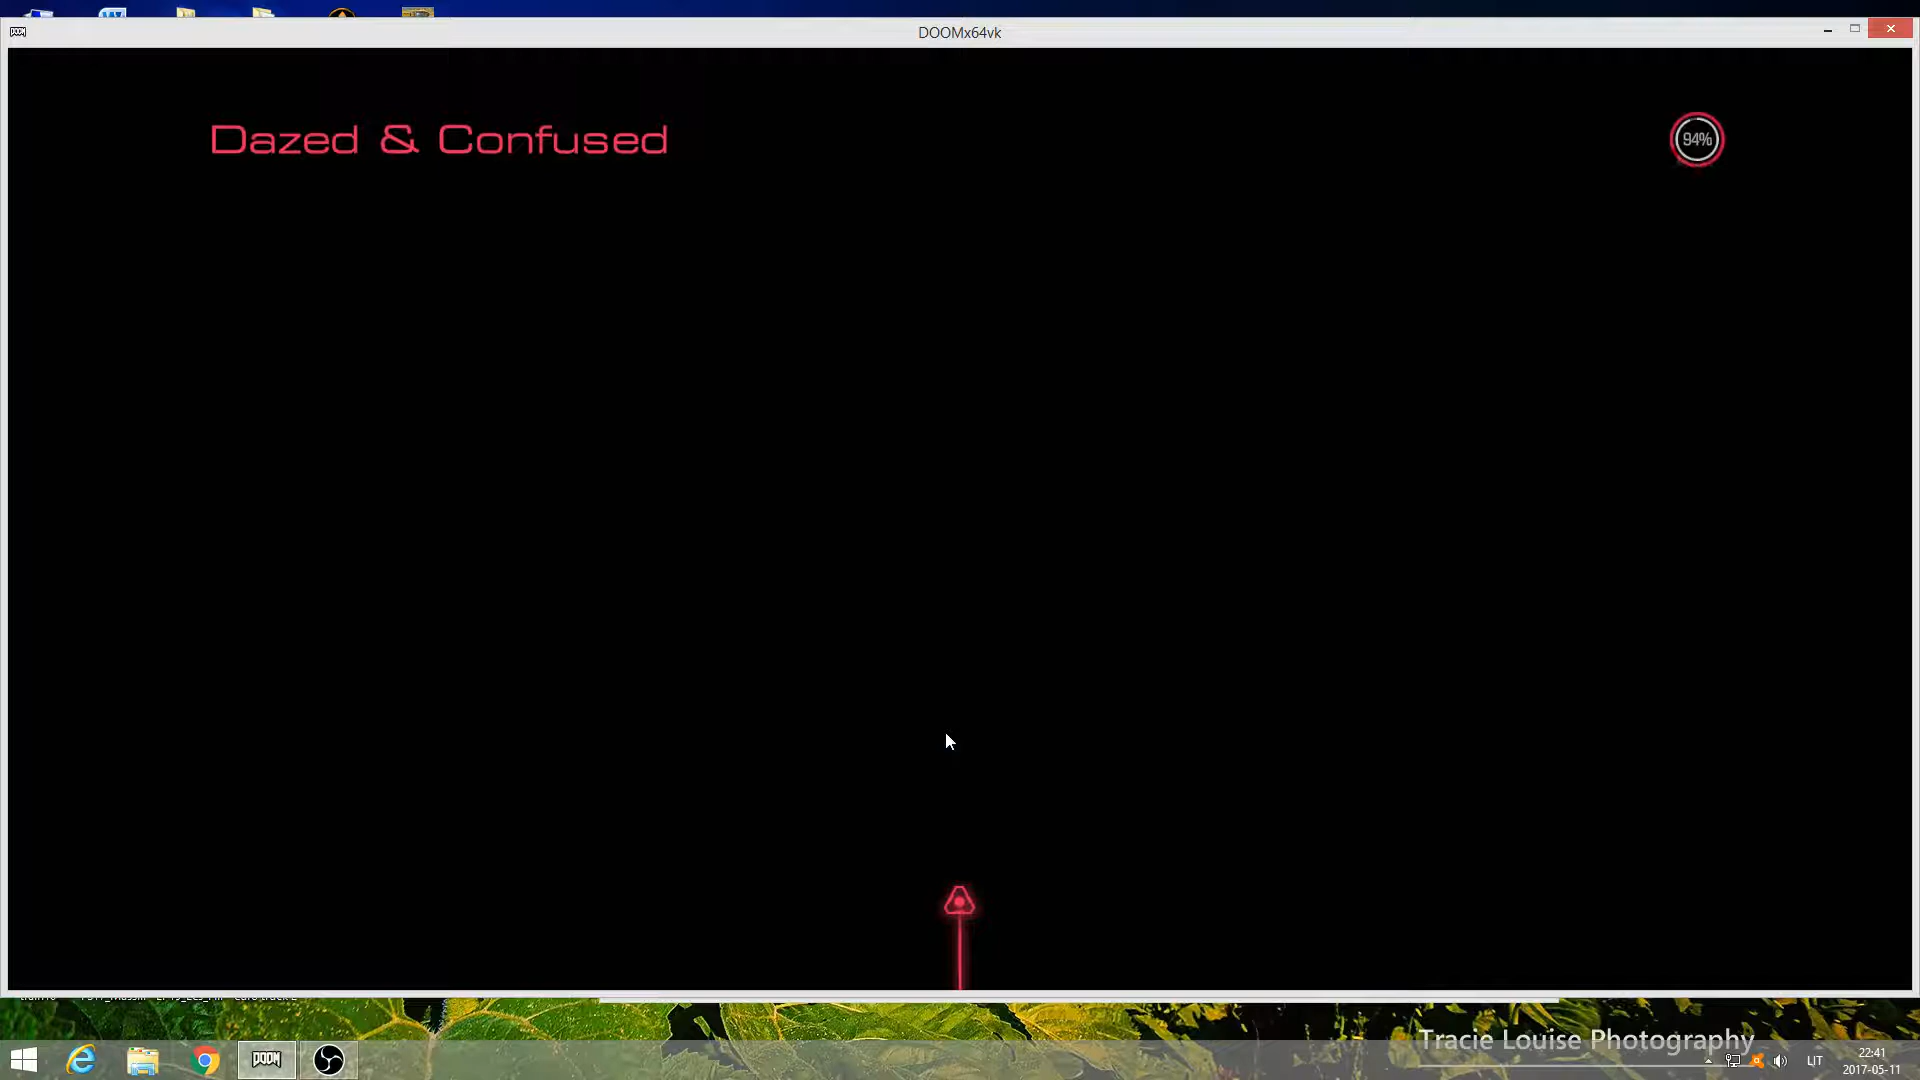 DOOMx64vk
Dazed & Confused
94%
Tracie Louise Photography
DOOM
LIT
22:41
2017-05-11